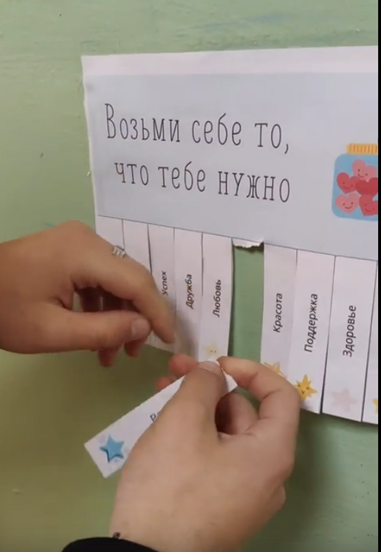 Возьми себе то,
что тебе нужно
Успех
Дружба
Любовь
Красота
Поддержка
Здоровье